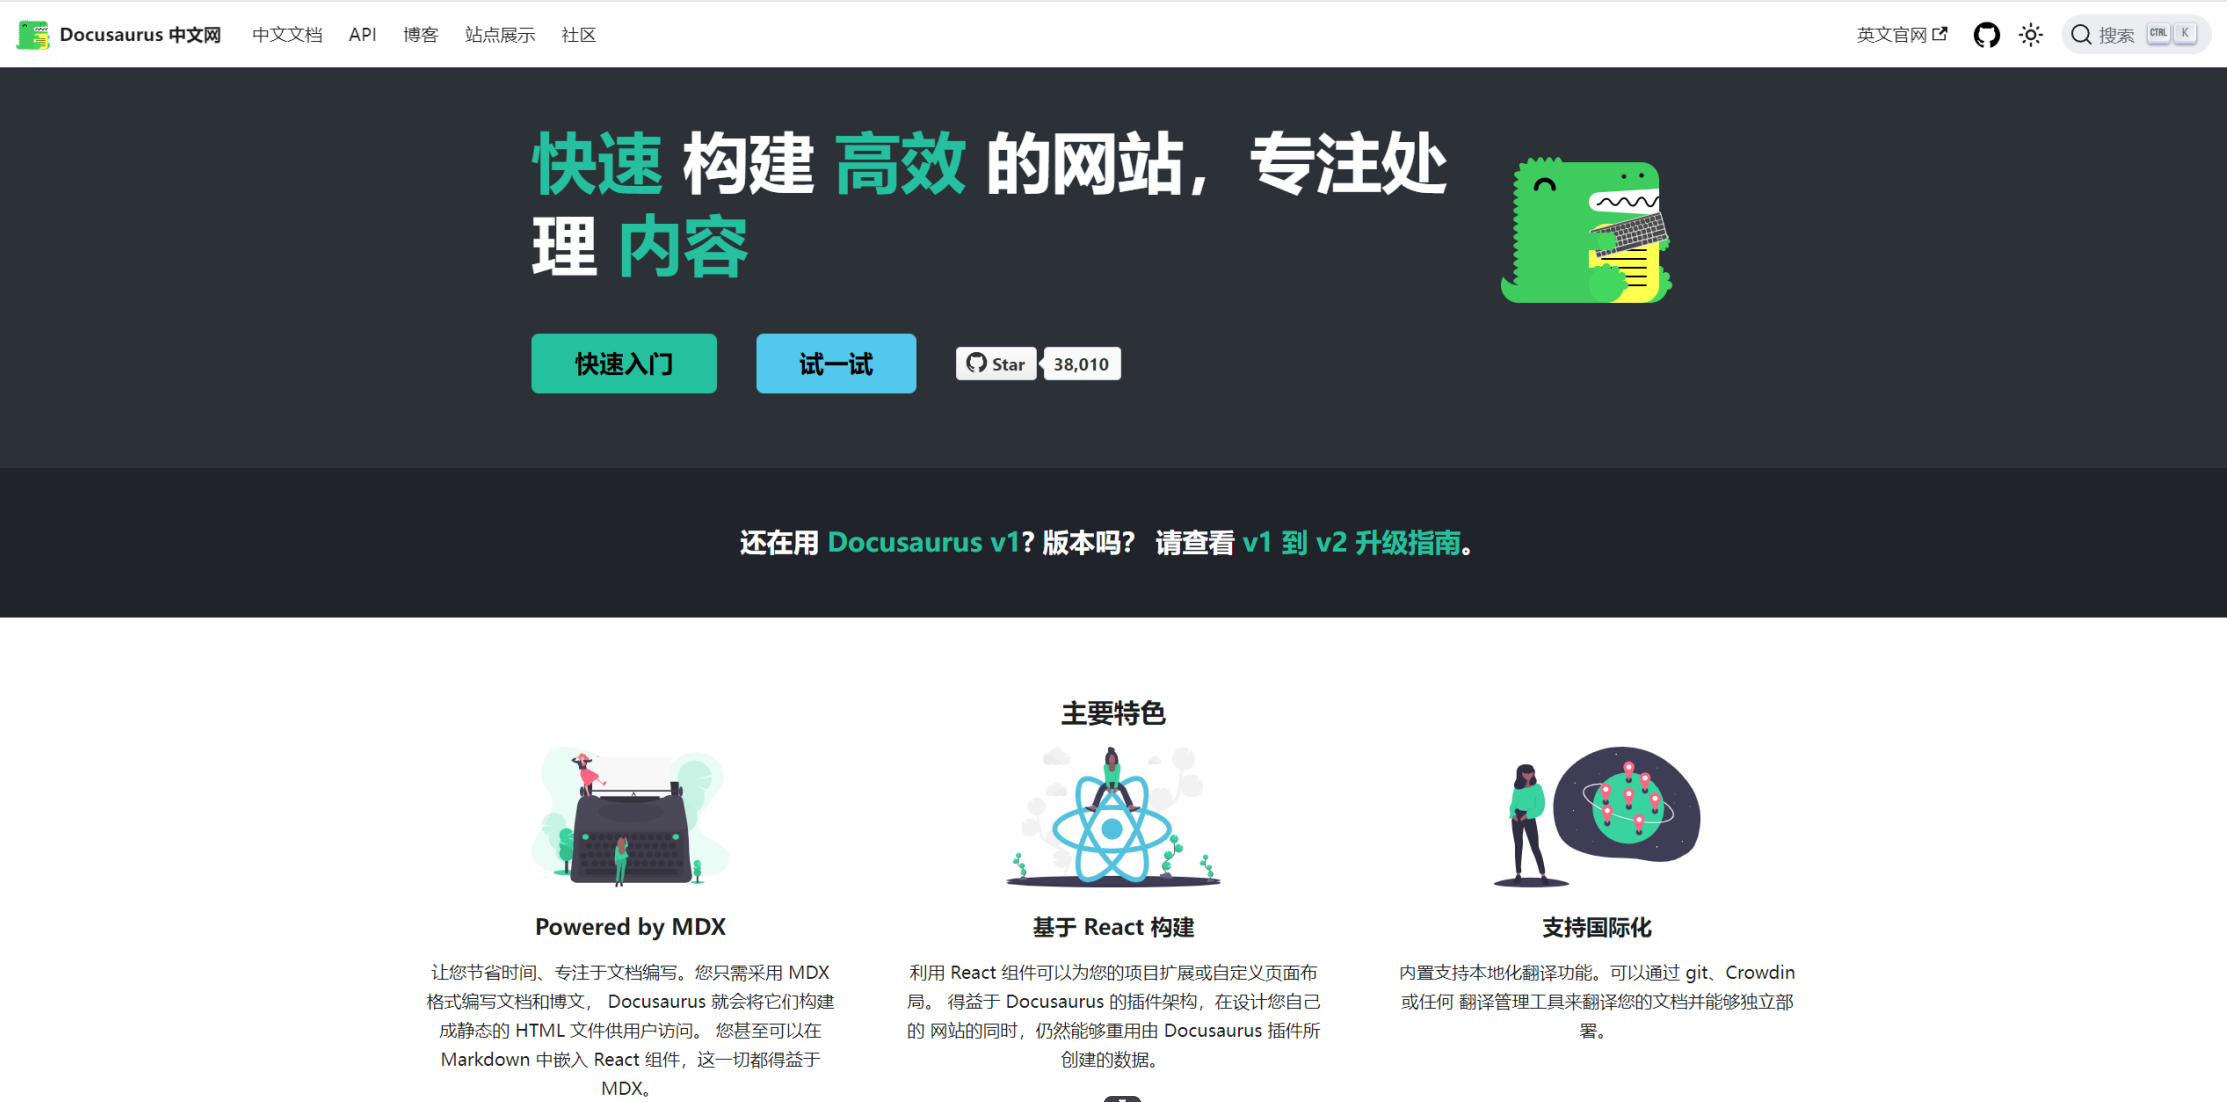 Docusaurus 中文网 中文文档 API 博客 站点展示 社区 英文官网 搜索 CTRL K
快速 构建 高效 的网站，专注处
理 内容
快速入门 试一试 Star 38,010
还在用 Docusaurus v1? 版本吗？ 请查看 v1 到 v2 升级指南。
主要特色
Powered by MDX
让您节省时间、专注于文档编写。您只需采用 MDX
格式编写文档和博文， Docusaurus 就会将它们构建
成静态的 HTML 文件供用户访问。 您甚至可以在
Markdown 中嵌入 React 组件，这一切都得益于
MDX。
基于 React 构建
利用 React 组件可以为您的项目扩展或自定义页面布
局。 得益于 Docusaurus 的插件架构，在设计您自己
的 网站的同时，仍然能够重用由 Docusaurus 插件所
创建的数据。
支持国际化
内置支持本地化翻译功能。可以通过 git、Crowdin
或任何 翻译管理工具来翻译您的文档并能够独立部
署。